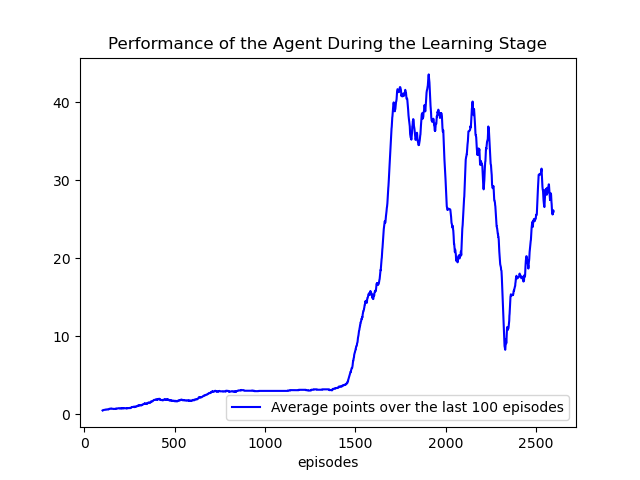 Performance of the Agent During the Learning Stage
40
30
20
10
0
Average points over the last 100 episodes
0 500 1000 1500 2000 2500
episodes